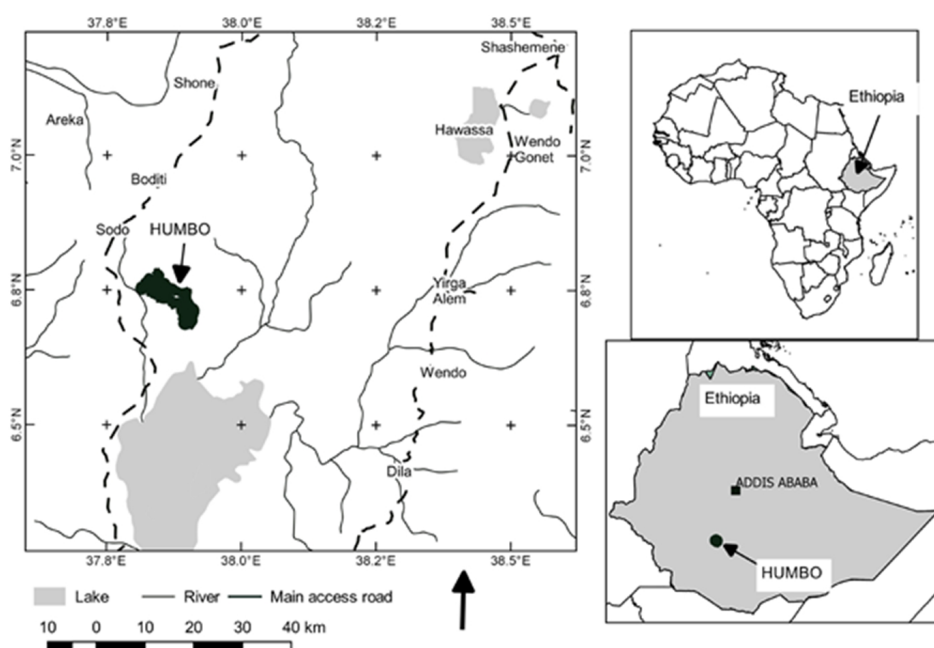 37.8°E 38.0°E 38.2°E 38.5°E
Shashemene
Shone
Ethiopia
Areka
Hawassa
7.0°N
Wendo
Gonet
7.0°N
Boditi
Sodo
HUMBO
6.8°N
Yirga
Alem
6.8°N
Wendo
Ethiopia
6.5°N
6.5°N
Dila
ADDIS ABABA
HUMBO
37.8°E 38.0°E 38.2°E 38.5°E
Lake River Main access road
10 0 10 20 30 40 km